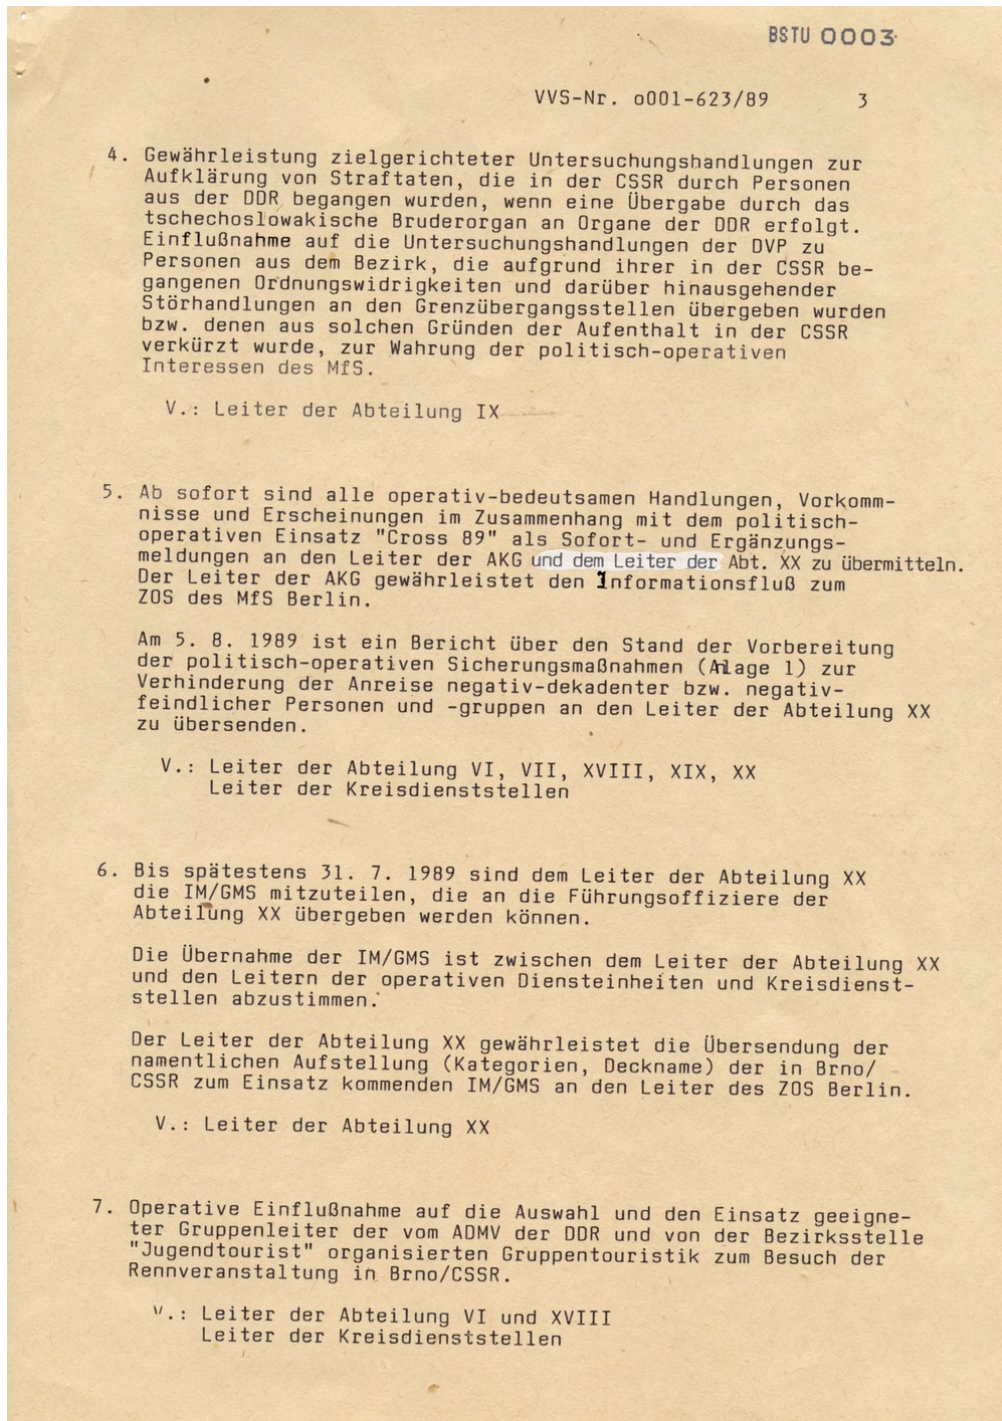 BSTU 0003
VVS-Nr. o001-623/89 3
4. Gewährleistung zielgerichteter Untersuchungshandlungen zur
Aufklärung von Straftaten, die in der CSSR durch Personen
aus der DDR begangen wurden, wenn eine Übergabe durch das
tschechoslowakische Bruderorgan an Organe der DDR erfolgt.
Einflußnahme auf die Untersuchungshandlungen der DVP zu
Personen aus dem Bezirk, die aufgrund ihrer in der CSSR be-
gangenen Ordnungswidrigkeiten und darüber hinausgehender
Störhandlungen an den Grenzübergangsstellen übergeben wurden
bzw. denen aus solchen Gründen der Aufenthalt in der CSSR
verkürzt wurde, zur Wahrung der politisch-operativen
Interessen des MfS.
V.: Leiter der Abteilung IX
5. Ab sofort sind alle operativ-bedeutsamen Handlungen, Vorkomm-
nisse und Erscheinungen im Zusammenhang mit dem politisch-
operativen Einsatz "Cross 89" als Sofort- und Ergänzungs-
meldungen an den Leiter der AKG und dem Leiter der Abt. XX zu übermitteln.
Der Leiter der AKG gewährleistet den Informationsfluß zum
ZOS des MfS Berlin.
Am 5. 8. 1989 ist ein Bericht über den Stand der Vorbereitung
der politisch-operativen Sicherungsmaßnahmen (Anlage 1) zur
Verhinderung der Anreise negativ-dekadenter bzw. negativ-
feindlicher Personen und -gruppen an den Leiter der Abteilung XX
zu übersenden.
V.: Leiter der Abteilung VI, VII, XVIII, XIX, XX
Leiter der Kreisdienststellen
6. Bis spätestens 31. 7. 1989 sind dem Leiter der Abteilung XX
die IM/GMS mitzuteilen, die an die Führungsoffiziere der
Abteilung XX übergeben werden können.
Die Übernahme der IM/GMS ist zwischen dem Leiter der Abteilung XX
und den Leitern der operativen Diensteinheiten und Kreisdienst-
stellen abzustimmen.
Der Leiter der Abteilung XX gewährleistet die Übersendung der
namentlichen Aufstellung (Kategorien, Deckname) der in Brno/
CSSR zum Einsatz kommenden IM/GMS an den Leiter des ZOS Berlin.
V.: Leiter der Abteilung XX
7. Operative Einflußnahme auf die Auswahl und den Einsatz geeigne-
ter Gruppenleiter der vom ADMV der DDR und von der Bezirksstelle
"Jugendtourist" organisierten Gruppentouristik zum Besuch der
Rennveranstaltung in Brno/CSSR.
V.: Leiter der Abteilung VI und XVIII
Leiter der Kreisdienststellen